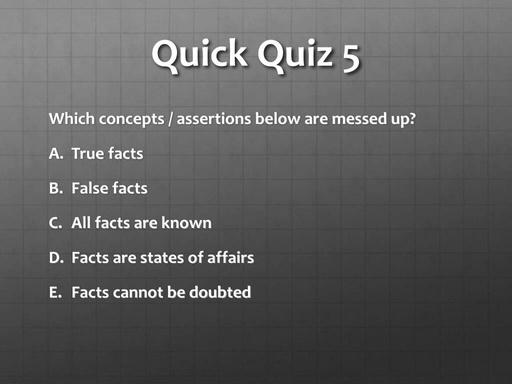 Quick Quiz 5
Which concepts / assertions below are messed up?
A. True facts
B. False facts
C. All facts are known
D. Facts are states of affairs
E. Facts cannot be doubted